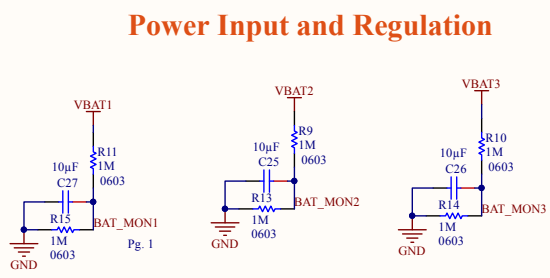 Power Input and Regulation
VBAT1
R11
1M
0603
10µF
C27
R15
1M
0603
BAT_MON1
GND
Pg. 1
VBAT2
R9
1M
0603
10µF
C25
R13
1M
0603
BAT_MON2
GND
VBAT3
R10
1M
0603
10µF
C26
R14
1M
0603
BAT_MON3
GND